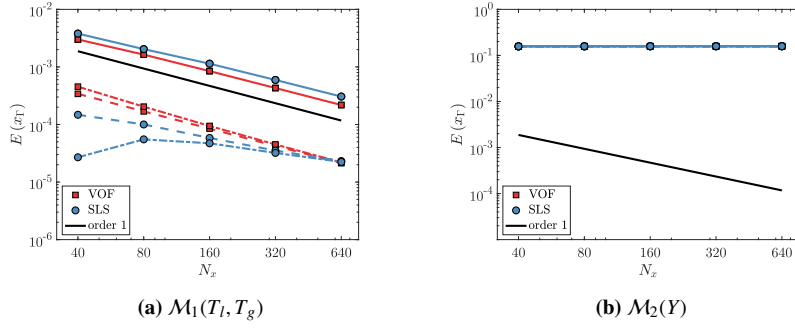 10^{-2}
10^{-3}
10^{-4}
10^{-5}
10^{-6}
E (x_Γ)
VOF
SLS
order 1
40 80 160 320 640
N_x
(a) M_1(T_l, T_g)
10^0
10^{-1}
10^{-2}
10^{-3}
10^{-4}
E (x_Γ)
VOF
SLS
order 1
40 80 160 320 640
N_x
(b) M_2(Y)